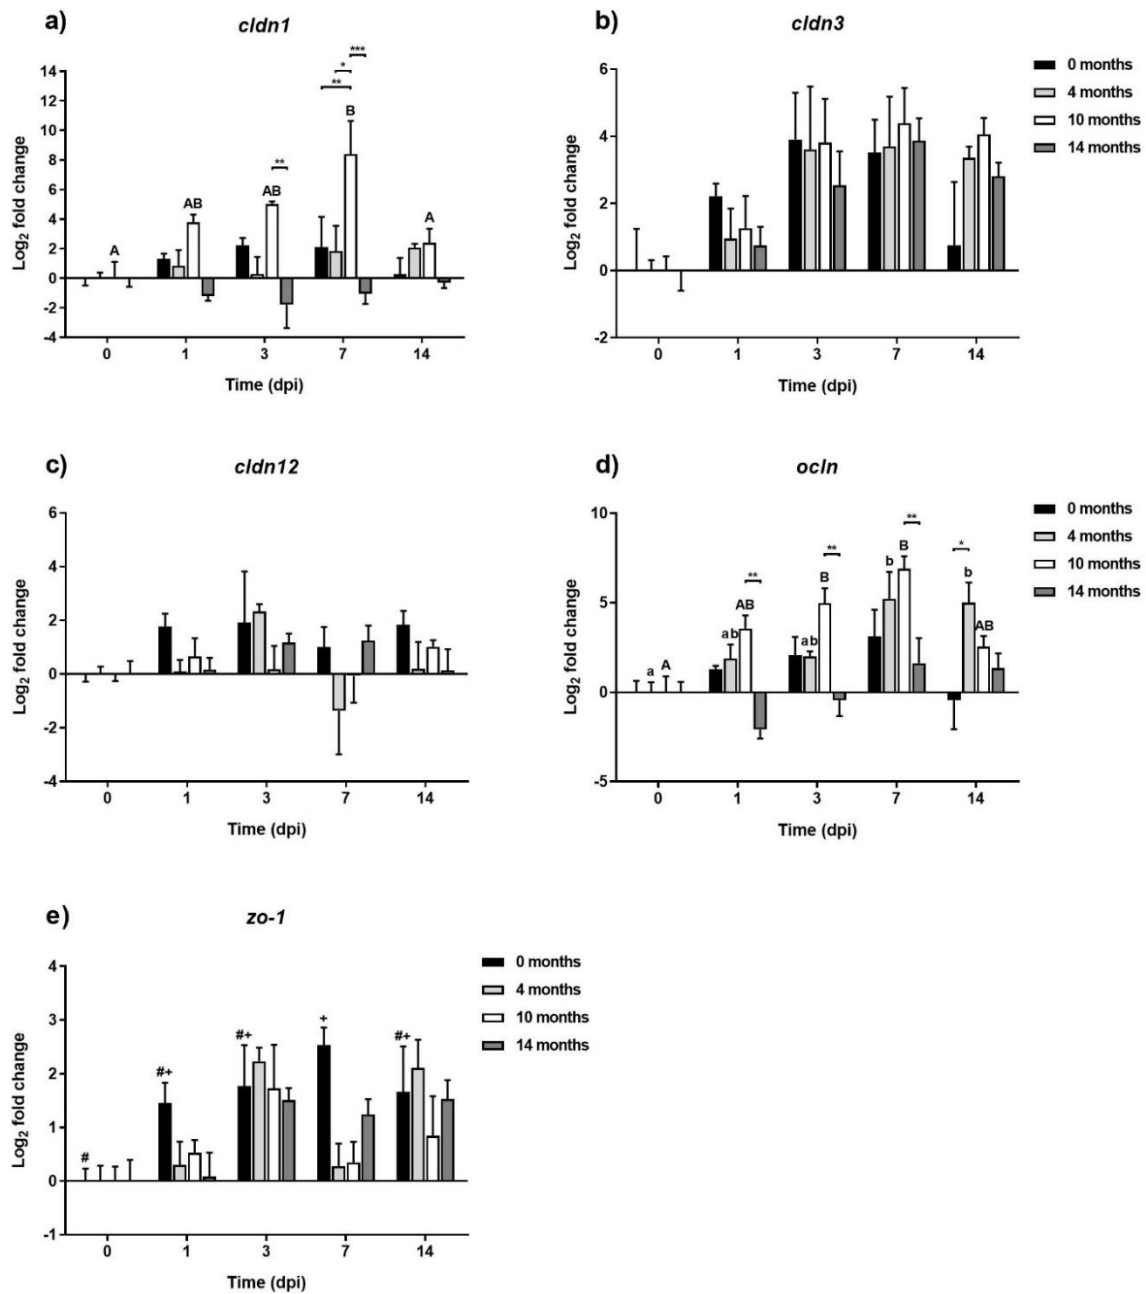 a)
cldn1
***
*
**
B
**
AB
AB
A
A
14
12
10
8
6
4
2
0
-2
-4
Log2 fold change
0 1 3 7 14
Time (dpi)
b)
cldn3
0 months
4 months
10 months
14 months
6
4
2
0
-2
Log2 fold change
0 1 3 7 14
Time (dpi)
c)
cldn12
6
4
2
0
-2
-4
Log2 fold change
0 1 3 7 14
Time (dpi)
d)
ocln
0 months
4 months
10 months
14 months
**
**
**
*
B
b
B
AB
ab
ab
a A
b
AB
10
5
0
-5
Log2 fold change
0 1 3 7 14
Time (dpi)
e)
zo-1
0 months
4 months
10 months
14 months
#
#+
#+
+
#+
4
3
2
1
0
-1
Log2 fold change
0 1 3 7 14
Time (dpi)